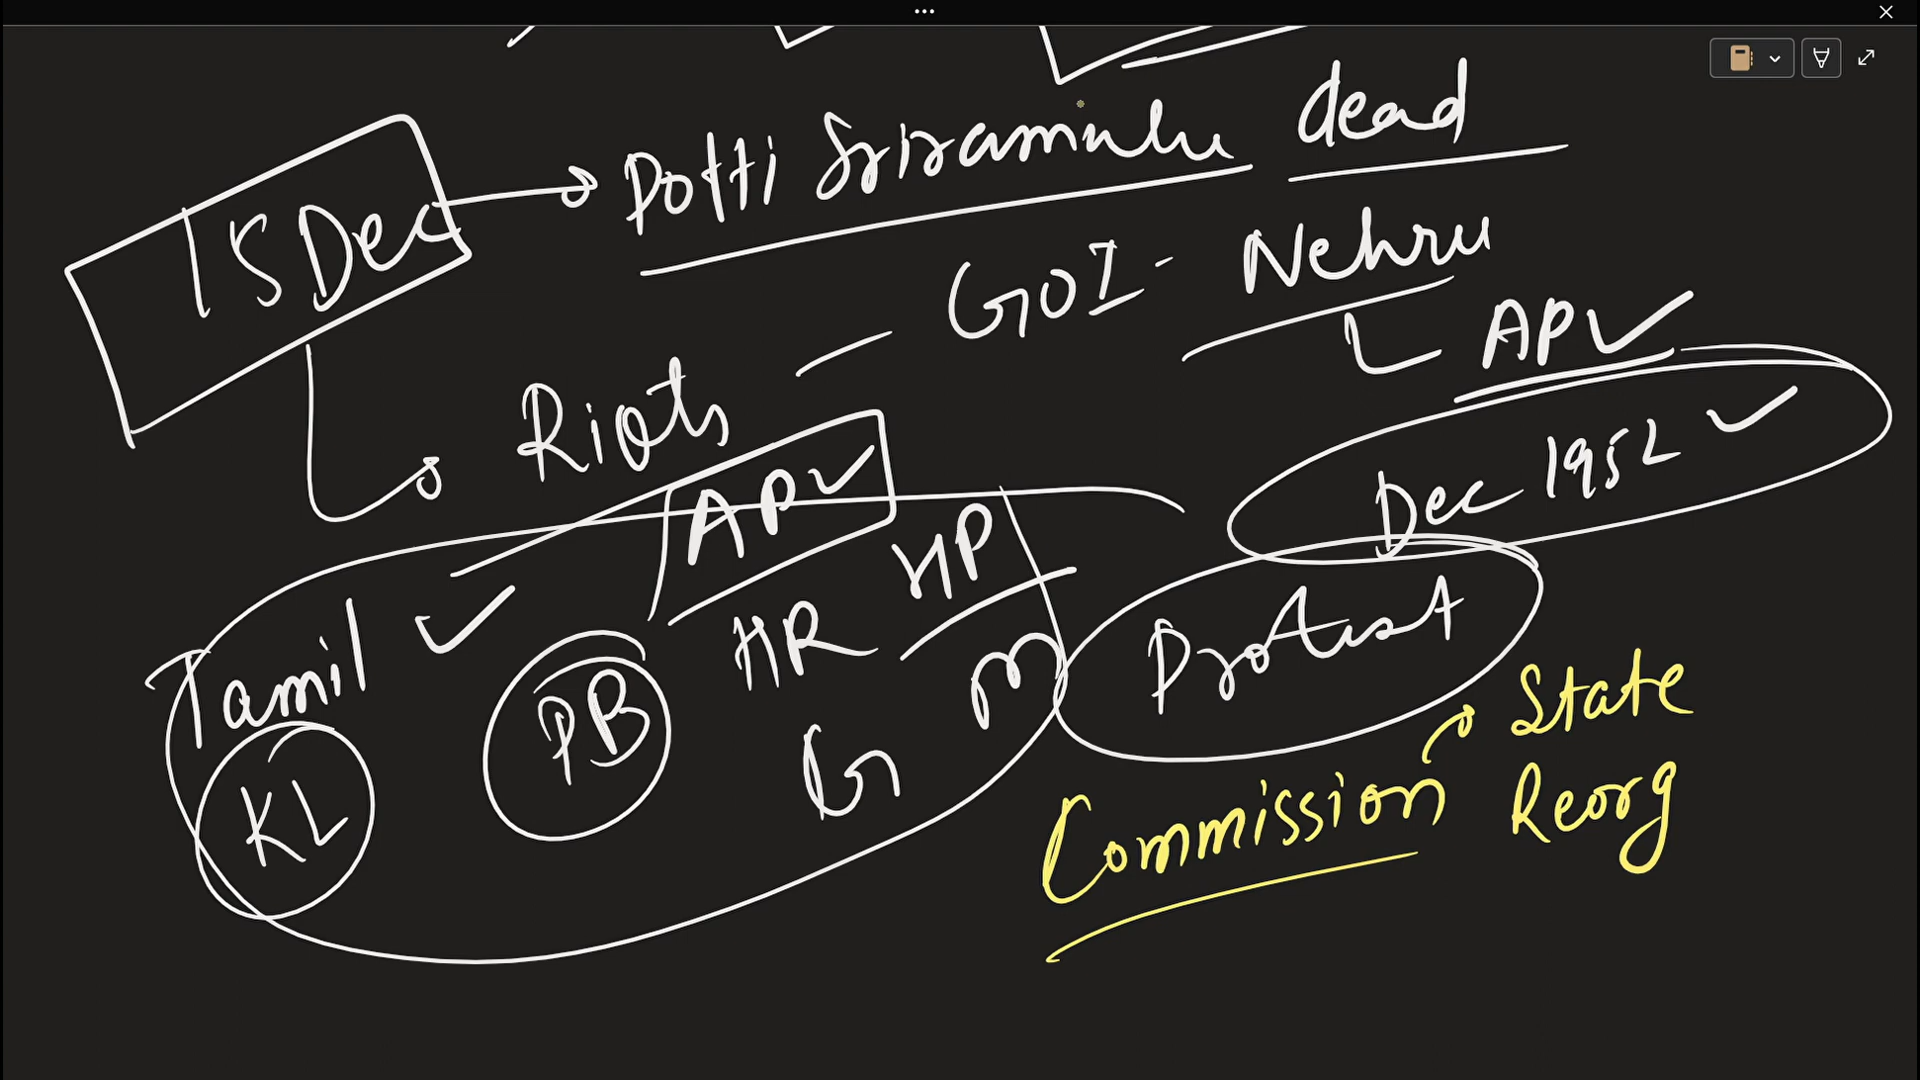 15 Dec → Potti Sriramulu dead
GOI - Nehru
AP ✓
Riots
Dec 1952 ✓
AP ✓
HP
Tamil ✓
HR
PB
M
Protest
KL
G
Commission → State
Reorg